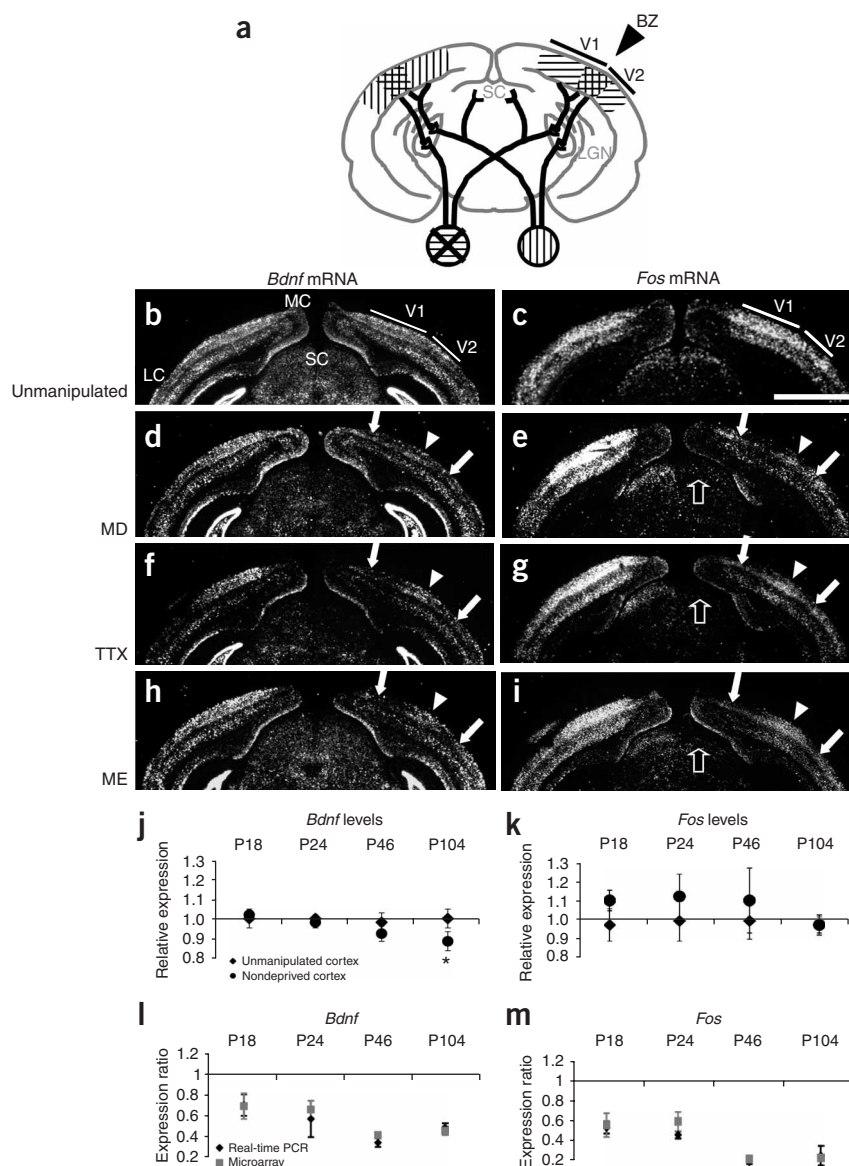 a
V1
BZ
V2
SC
LGN
Bdnf mRNA
Fos mRNA
b
MC
V1
V2
SC
LC
c
V1
V2
Unmanipulated
d
e
MD
f
g
TTX
h
i
ME
j
Bdnf levels
P18 P24 P46 P104
Relative expression
1.3
1.2
1.1
1.0
0.9
0.8
Unmanipulated cortex
Nondeprived cortex
*
k
Fos levels
P18 P24 P46 P104
Relative expression
1.3
1.2
1.1
1.0
0.9
0.8
l
Bdnf
P18 P24 P46 P104
Expression ratio
1.2
1
0.8
0.6
0.4
Real-time PCR
Microarray
m
Fos
P18 P24 P46 P104
Expression ratio
1.2
1
0.8
0.6
0.4
0.2